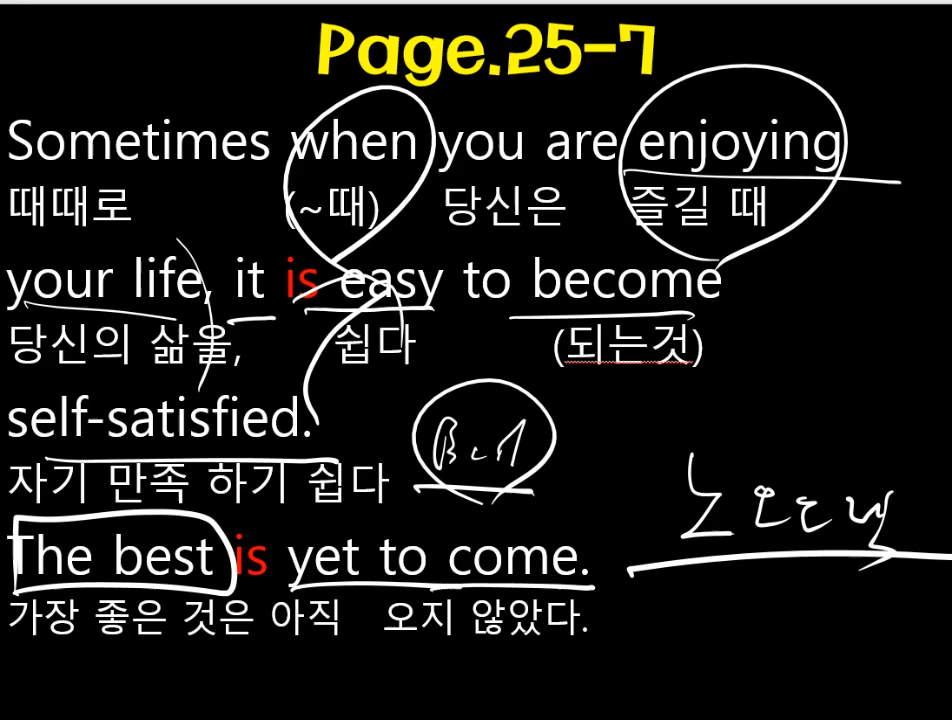 Page.25-7
Sometimes when you are enjoying
때때로 (~때) 당신은 즐길 때
your life, it is easy to become
당신의 삶을, 쉽다 (되는것)
self-satisfied.
자기 만족 하기 쉽다
The best is yet to come.
가장 좋은 것은 아직 오지 않았다.